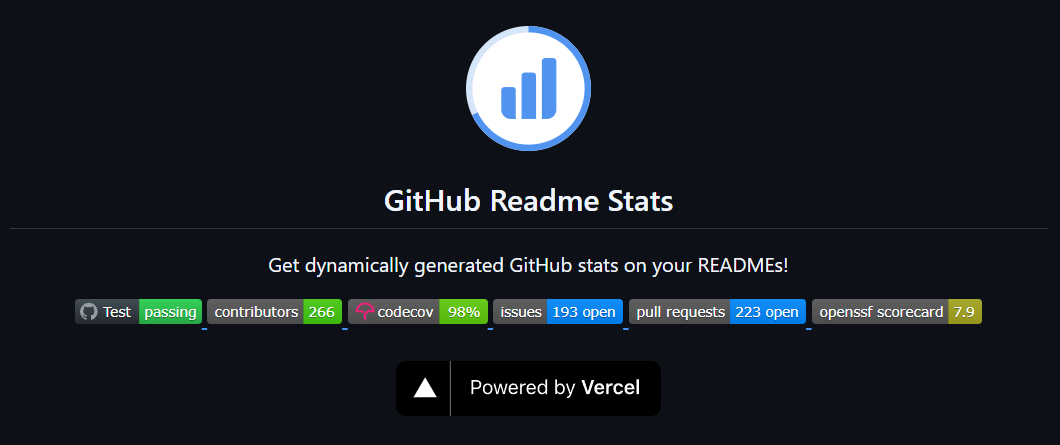 GitHub Readme Stats
Get dynamically generated GitHub stats on your READMEs!
Test passing contributors 266 codecov 98% issues 193 open pull requests 223 open openssf scorecard 7.9
Powered by Vercel